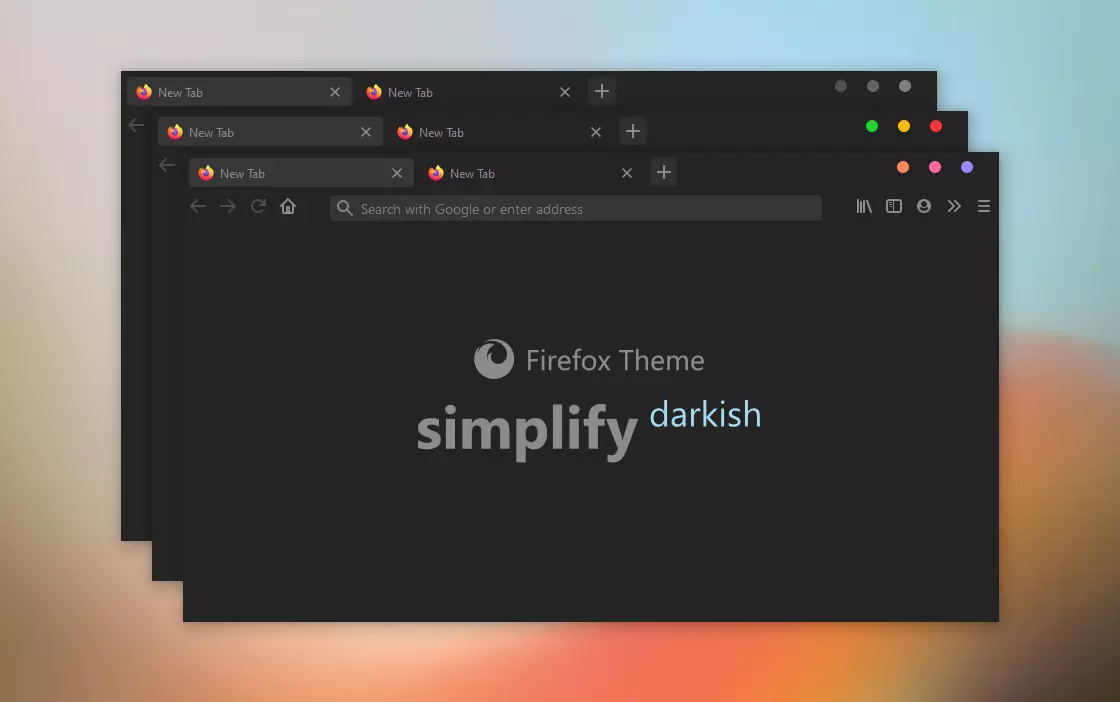 New Tab New Tab
New Tab New Tab
New Tab New Tab
Search with Google or enter address
Firefox Theme
simplify darkish